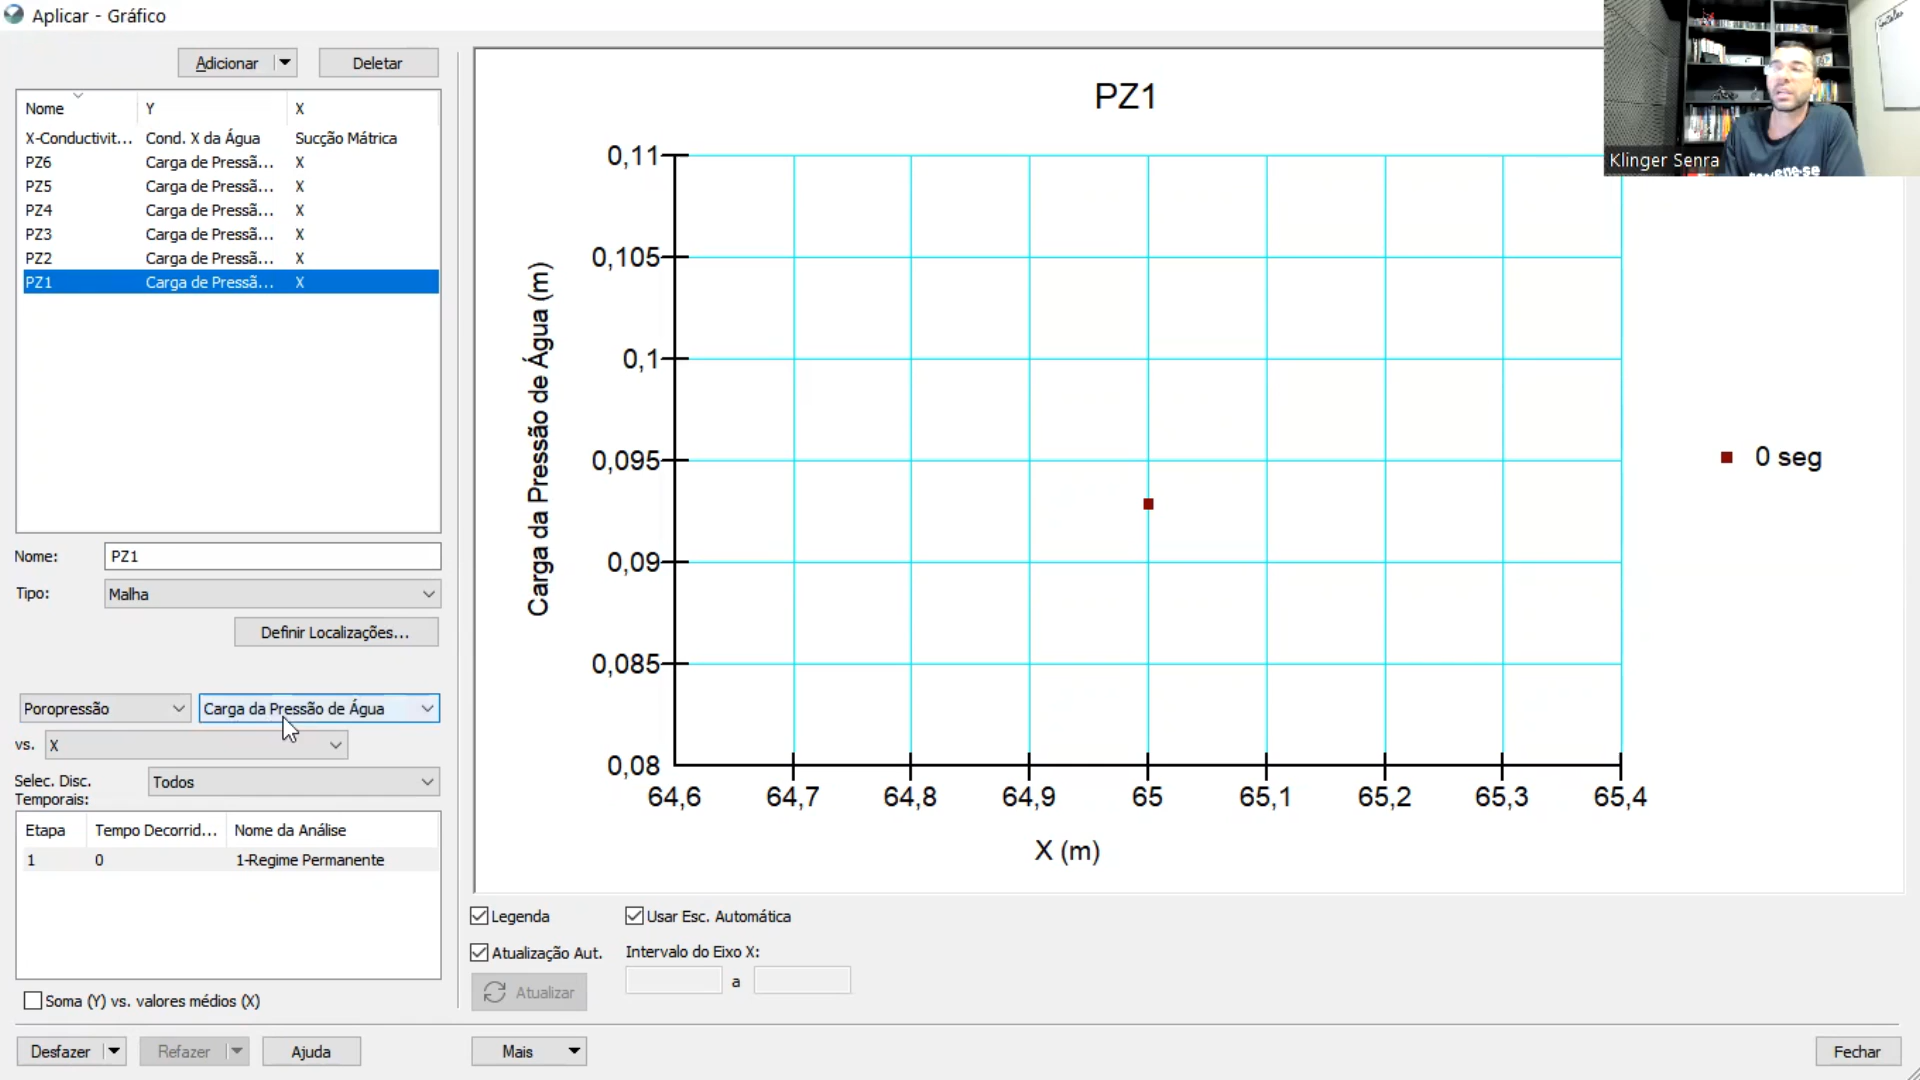 Aplicar - Gráfico
Adicionar
Deletar
Nome Y X
X-Conductivit... Cond. X da Água Sucção Mátrica
PZ6 Carga de Pressã... X
PZ5 Carga de Pressã... X
PZ4 Carga de Pressã... X
PZ3 Carga de Pressã... X
PZ2 Carga de Pressã... X
PZ1 Carga de Pressã... X
Nome: PZ1
Tipo: Malha
Definir Localizações...
Poropressão Carga da Pressão de Água
vs. X
Selec. Disc. Todos
Temporais:
Etapa Tempo Decorrid... Nome da Análise
1 0 1-Regime Permanente
Soma (Y) vs. valores médios (X)
Desfazer Refazer Ajuda
PZ1
Carga da Pressão de Água (m)
0,11
0,105
0,1
0,095
0,09
0,085
0,08
64,6 64,7 64,8 64,9 65 65,1 65,2 65,3 65,4
X (m)
0 seg
Klinger Senra
Legenda Usar Esc. Automática
Atualização Aut. Intervalo do Eixo X:
Atualizar a
Mais Fechar